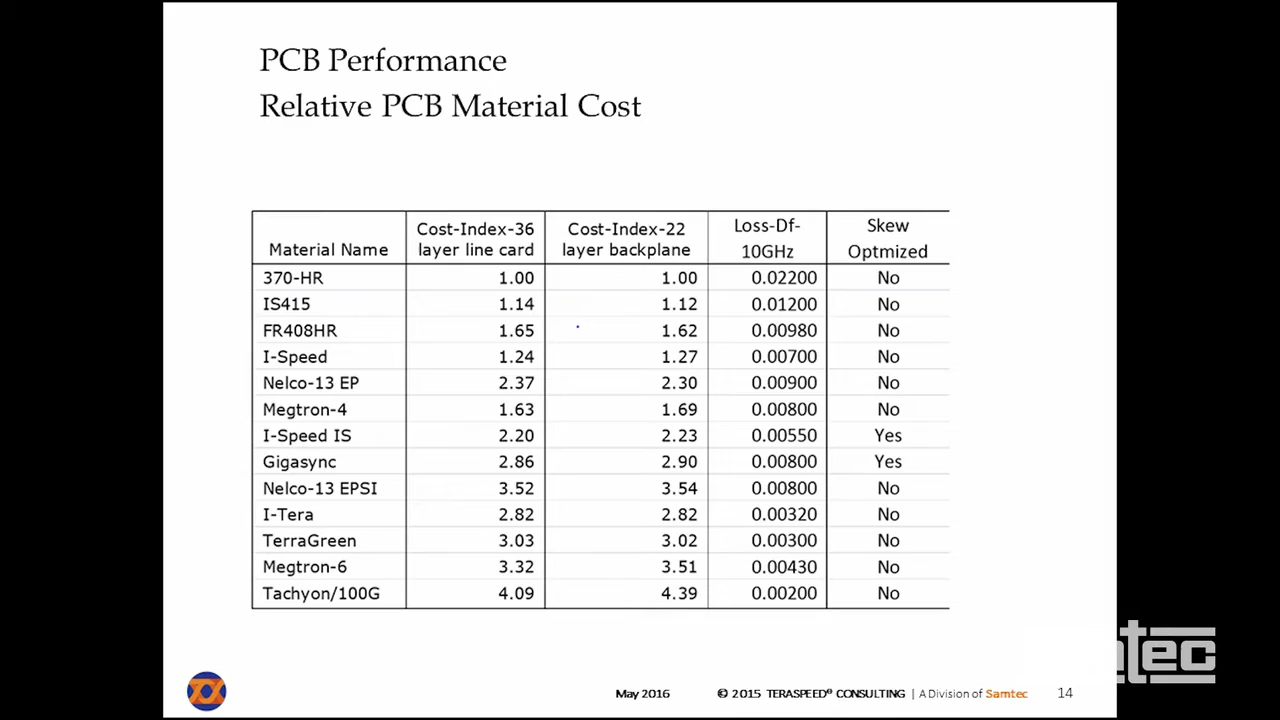 PCB Performance
Relative PCB Material Cost
Material Name Cost-Index-36 layer line card Cost-Index-22 layer backplane Loss-Df-10GHz Skew Optmized
370-HR 1.00 1.00 0.02200 No
IS415 1.14 1.12 0.01200 No
FR408HR 1.65 1.62 0.00980 No
I-Speed 1.24 1.27 0.00700 No
Nelco-13 EP 2.37 2.30 0.00900 No
Megtron-4 1.63 1.69 0.00800 No
I-Speed IS 2.20 2.23 0.00550 Yes
Gigasync 2.86 2.90 0.00800 Yes
Nelco-13 EPSI 3.52 3.54 0.00800 No
I-Tera 2.82 2.82 0.00320 No
TerraGreen 3.03 3.02 0.00300 No
Megtron-6 3.32 3.51 0.00430 No
Tachyon/100G 4.09 4.39 0.00200 No
May 2016 © 2015 TERASPEED® CONSULTING | A Division of Samtec 14